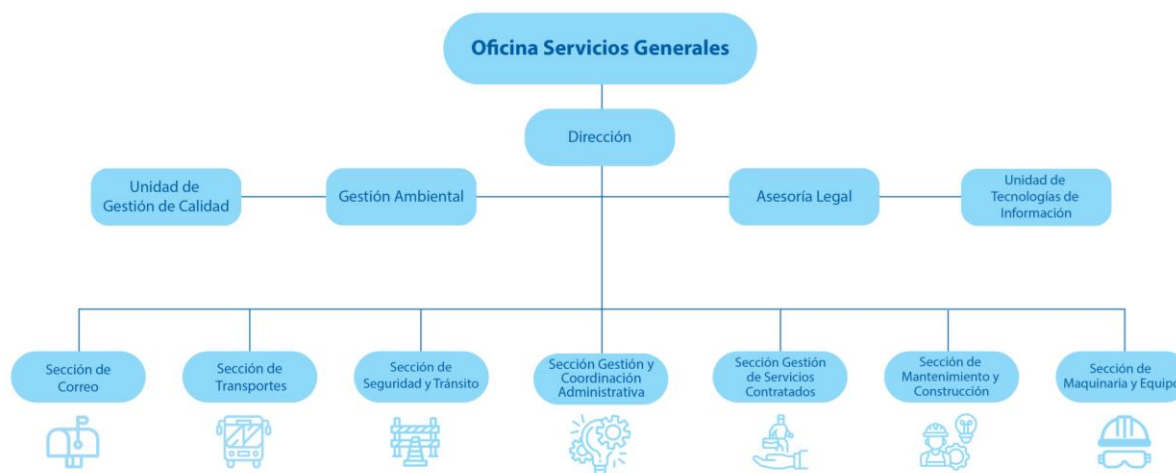 Oficina Servicios Generales
Dirección
Unidad de
Gestión de Calidad
Gestión Ambiental
Asesoría Legal
Unidad de
Tecnologías de
Información
Sección de
Correo
Sección de
Transportes
Sección de
Seguridad y Tránsito
Sección Gestión y
Coordinación
Administrativa
Sección Gestión
de Servicios
Contratados
Sección de
Mantenimiento y
Construcción
Sección de
Maquinaria y Equipo